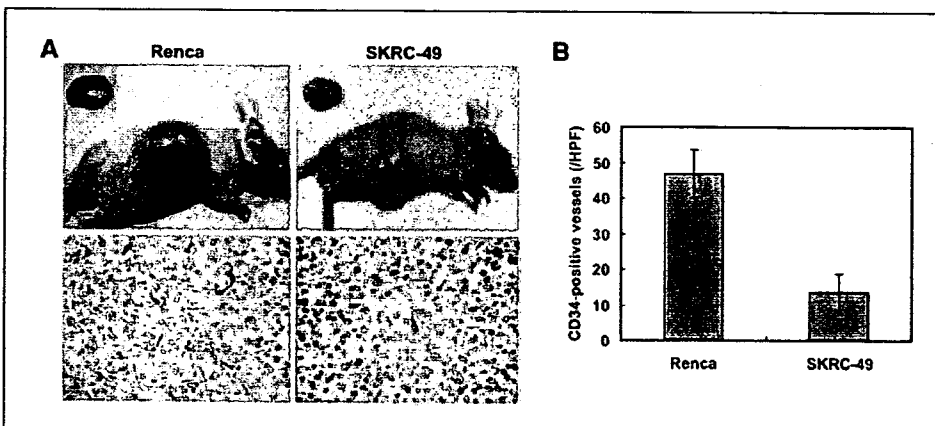 A
Renca
SKRC-49
B
CD34-positive vessels (/HPF)
60
50
40
30
20
10
0
Renca
SKRC-49